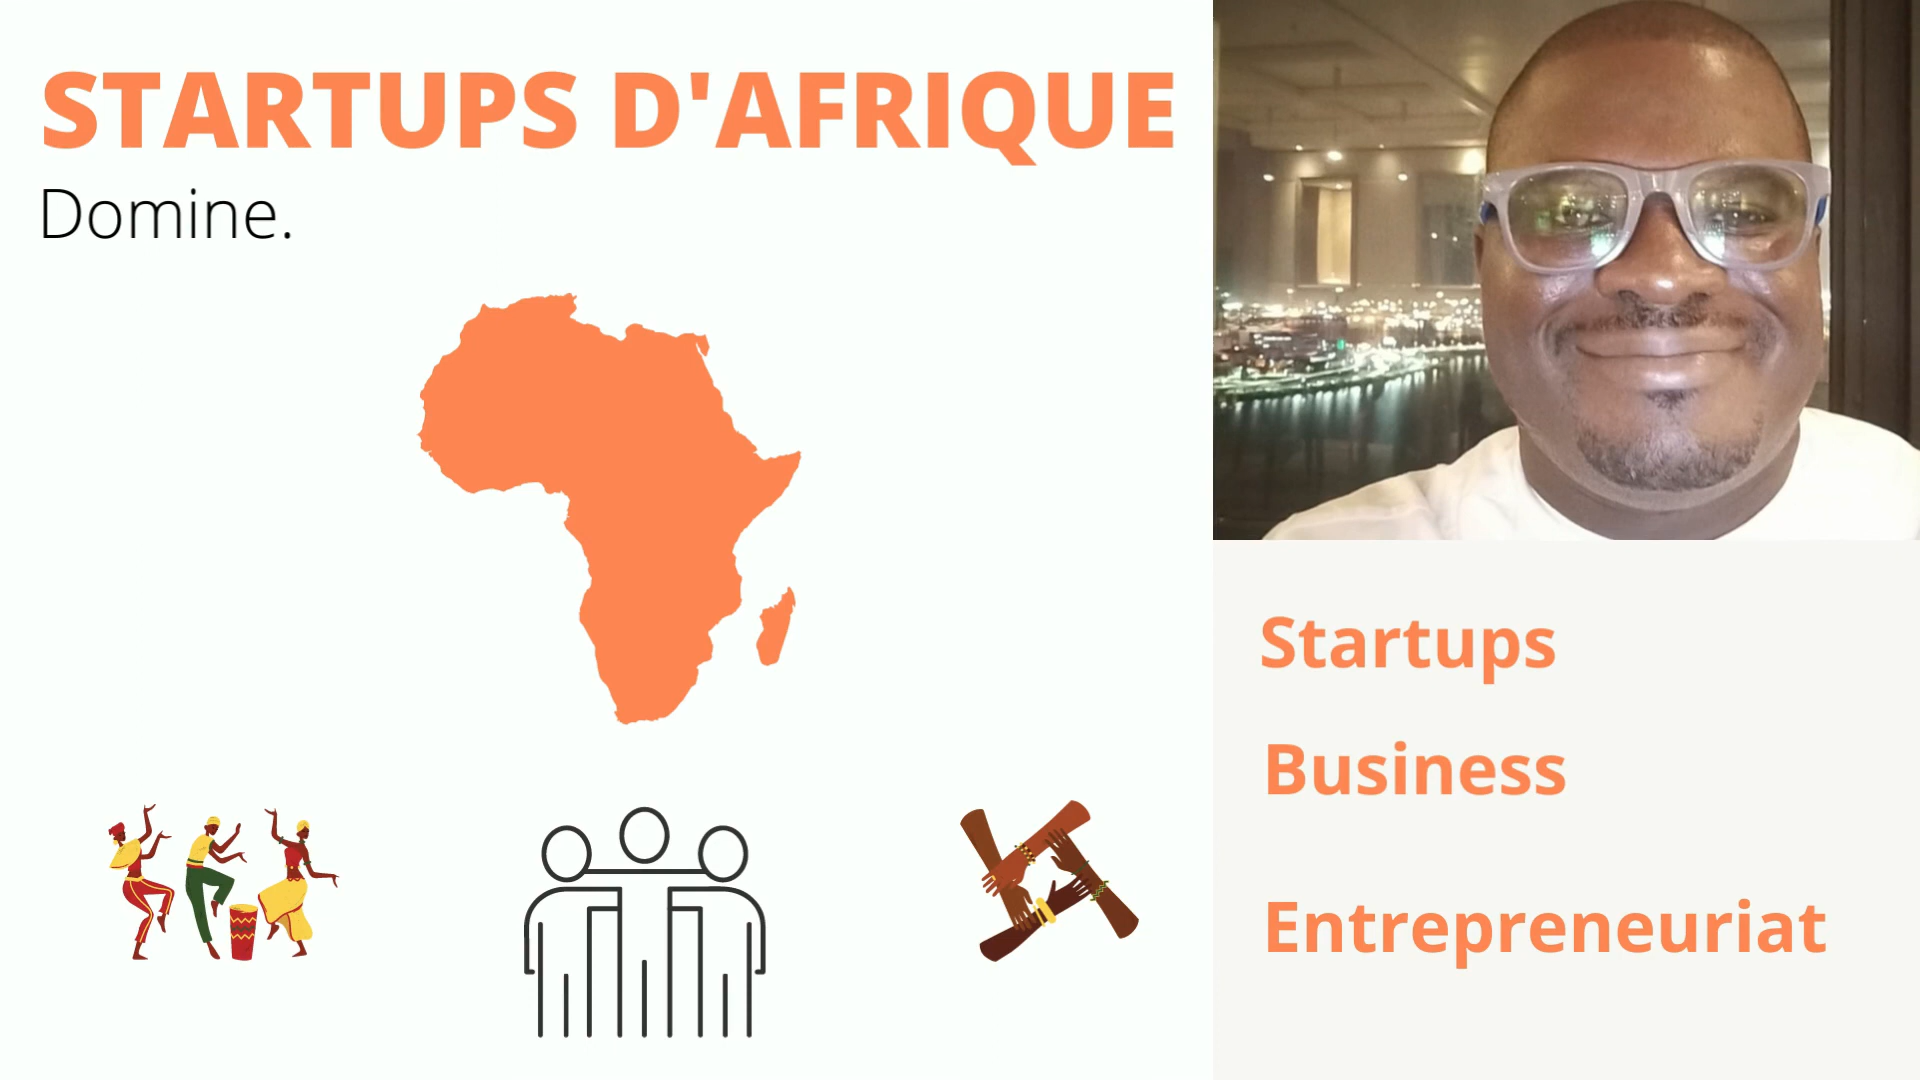 STARTUPS D'AFRIQUE
Domine.
Startups
Business
Entrepreneuriat